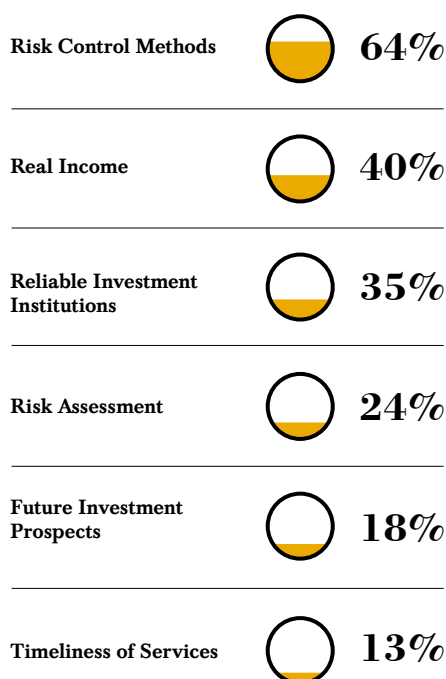 Risk Control Methods 64%
Real Income 40%
Reliable Investment
Institutions 35%
Risk Assessment 24%
Future Investment
Prospects 18%
Timeliness of Services 13%